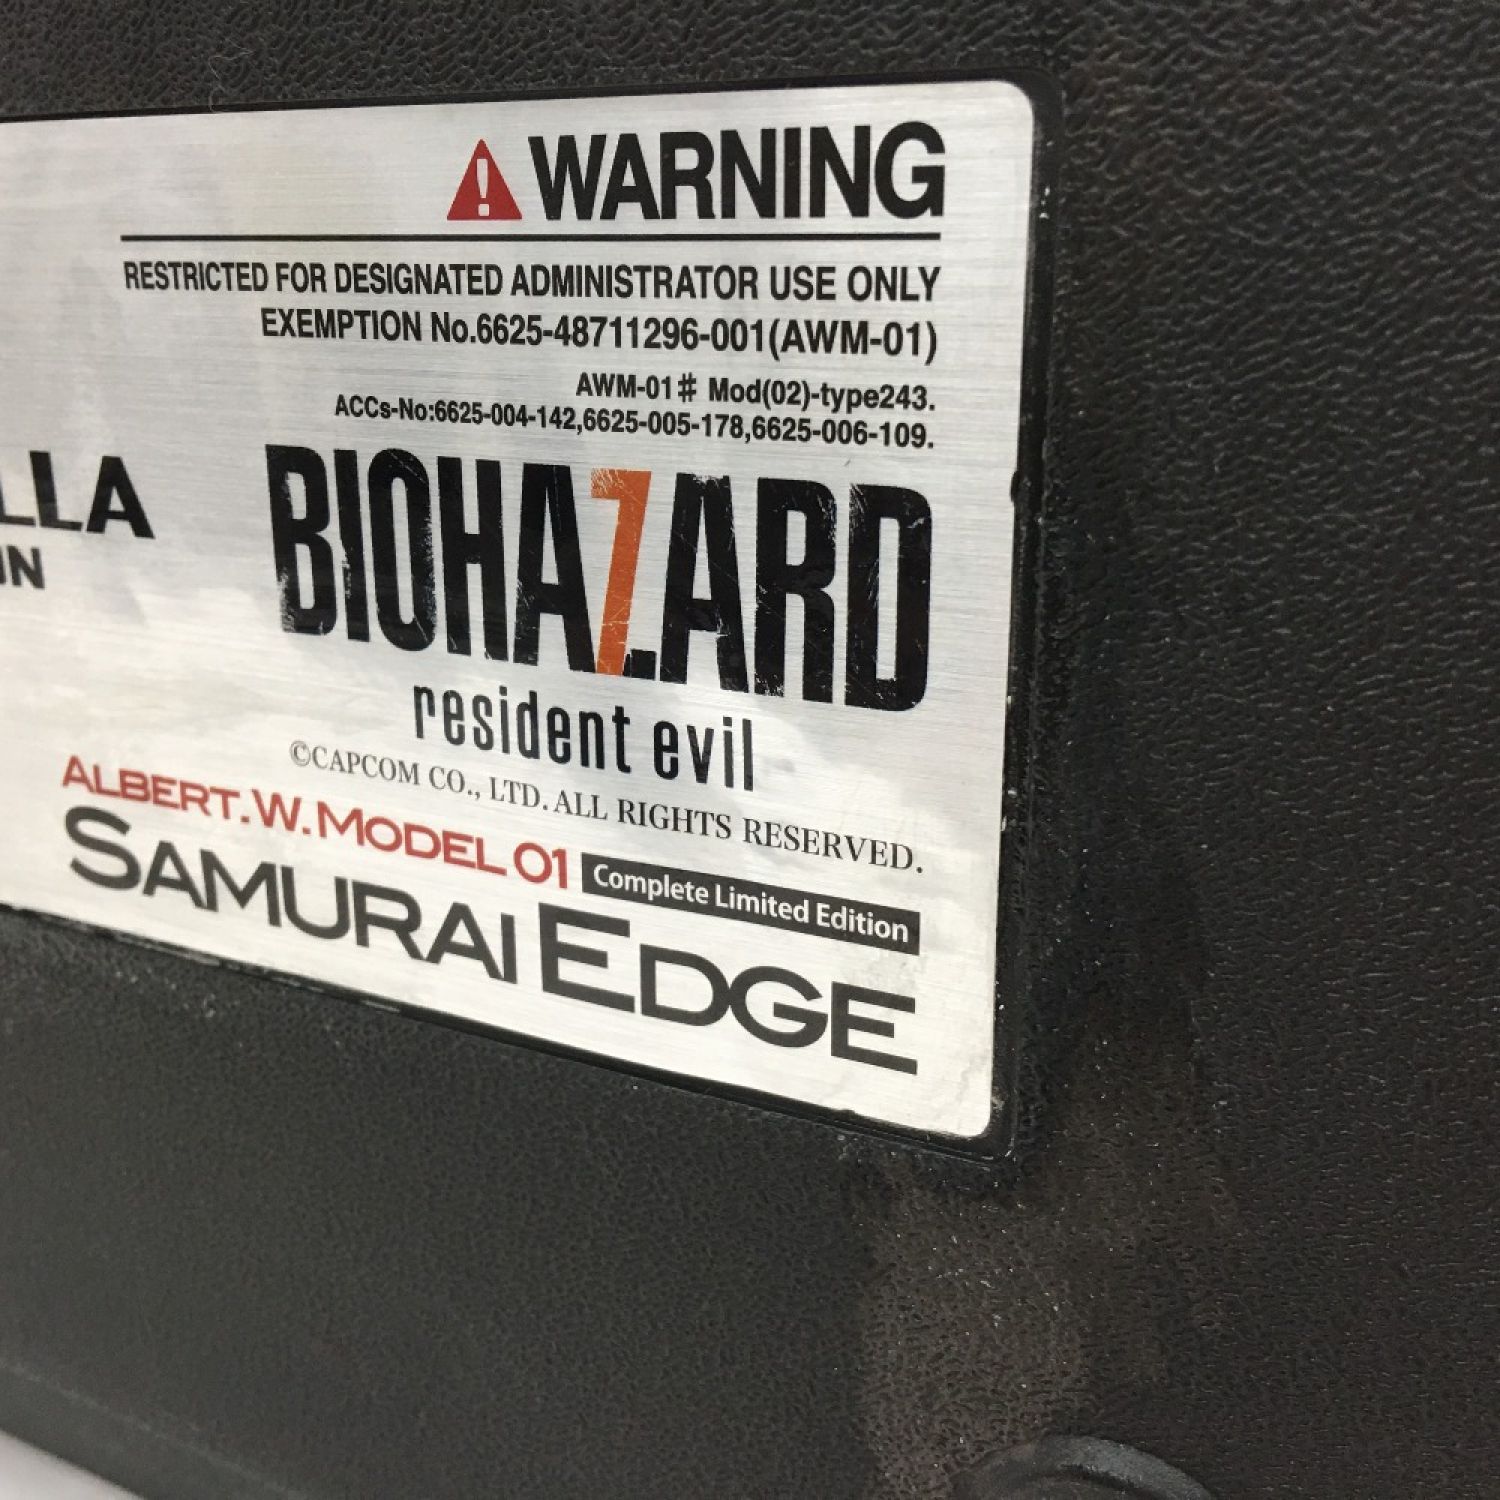 WARNING
RESTRICTED FOR DESIGNATED ADMINISTRATOR USE ONLY
EXEMPTION No.6625-48711296-001(AWM-01)
AWM-01# Mod(02)-type243.
ACCs-No:6625-004-142,6625-005-178,6625-006-109.
BIOHAZARD
resident evil
©CAPCOM CO., LTD. ALL RIGHTS RESERVED.
ALBERT.W.MODEL 01 Complete Limited Edition
SAMURAI EDGE